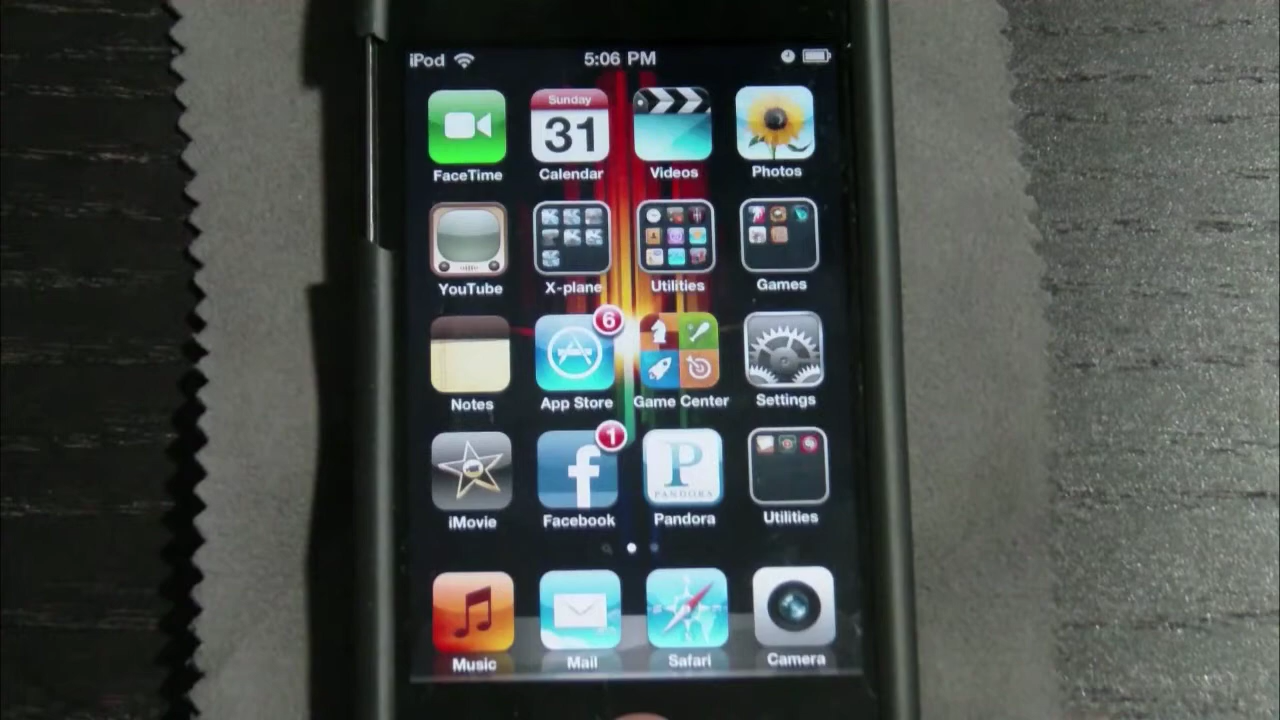 iPod 5:06 PM
Sunday
31
FaceTime Calendar Videos Photos
YouTube X-plane Utilities Games
6
Notes App Store Game Center Settings
1
f P
PANDORA
iMovie Facebook Pandora Utilities
Music Mail Safari Camera